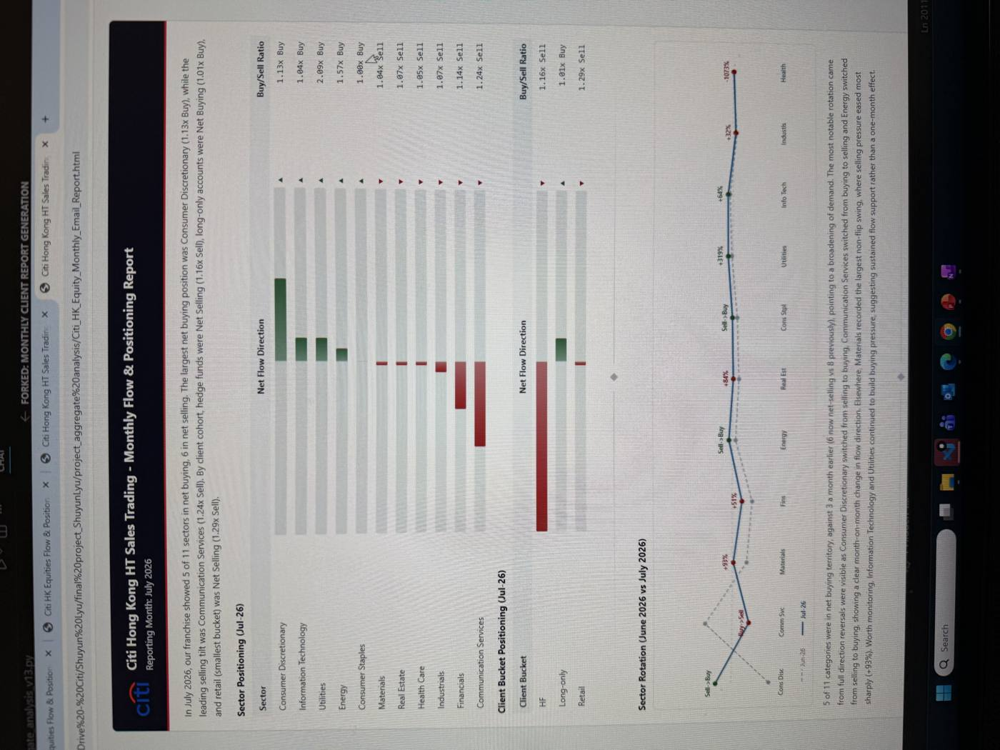 FORKED: MONTHLY CLIENT REPORT GENERATION
CHAT
quities Flow & Position
Citi HK Equities Flow & Position
Citi Hong Kong HT Sales Tradin
Citi Hong Kong HT Sales Tradin
Drive%20-%20Citi/Shuyun%20Lyu/final%20project_ShuyunLyu/project_aggregate%20analysis/Citi_HK_Equity_Monthly_Email_Report.html
citi
Citi Hong Kong HT Sales Trading - Monthly Flow & Positioning Report
Reporting Month: July 2026
In July 2026, our franchise showed 5 of 11 sectors in net buying, 6 in net selling. The largest net buying position was Consumer Discretionary (1.13x Buy), while the
leading selling tilt was Communication Services (1.24x Sell). By client cohort, hedge funds were Net Selling (1.16x Sell), long-only accounts were Net Buying (1.01x Buy),
and retail (smallest bucket) was Net Selling (1.29x Sell).
Sector Positioning (Jul-26)
Sector Net Flow Direction Buy/Sell Ratio
Consumer Discretionary ▲ 1.13x Buy
Information Technology ▲ 1.04x Buy
Utilities ▲ 2.09x Buy
Energy ▲ 1.57x Buy
Consumer Staples ▲ 1.00x Buy
Materials ▼ 1.04x Sell
Real Estate ▼ 1.07x Sell
Health Care ▼ 1.05x Sell
Industrials ▼ 1.07x Sell
Financials ▼ 1.14x Sell
Communication Services ▼ 1.24x Sell
Client Bucket Positioning (Jul-26)
Client Bucket Net Flow Direction Buy/Sell Ratio
HF ▼ 1.16x Sell
Long-only ▲ 1.01x Buy
Retail ▼ 1.29x Sell
Sector Rotation (June 2026 vs July 2026)
Sell->Buy Buy->Sell +93% +51% Sell->Buy +84% Sell->Buy +319% +64% +32% -1073%
Cons Disc Comm Svc Materials Fins Energy Real Est Cons Stpl Utilities Info Tech Industls Health
Jun-26 Jul-26
5 of 11 categories were in net buying territory, against 3 a month earlier (6 now net-selling vs 8 previously), pointing to a broadening of demand. The most notable rotation came
from full direction reversals were visible as Consumer Discretionary switched from selling to buying, Communication Services switched from buying to selling and Energy switched
from selling to buying, showing a clear month-on-month change in flow direction. Elsewhere, Materials recorded the largest non-flip swing, where selling pressure eased most
sharply (+93%). Worth monitoring, Information Technology and Utilities continued to build buying pressure, suggesting sustained flow support rather than a one-month effect.
Ln 2011
Search